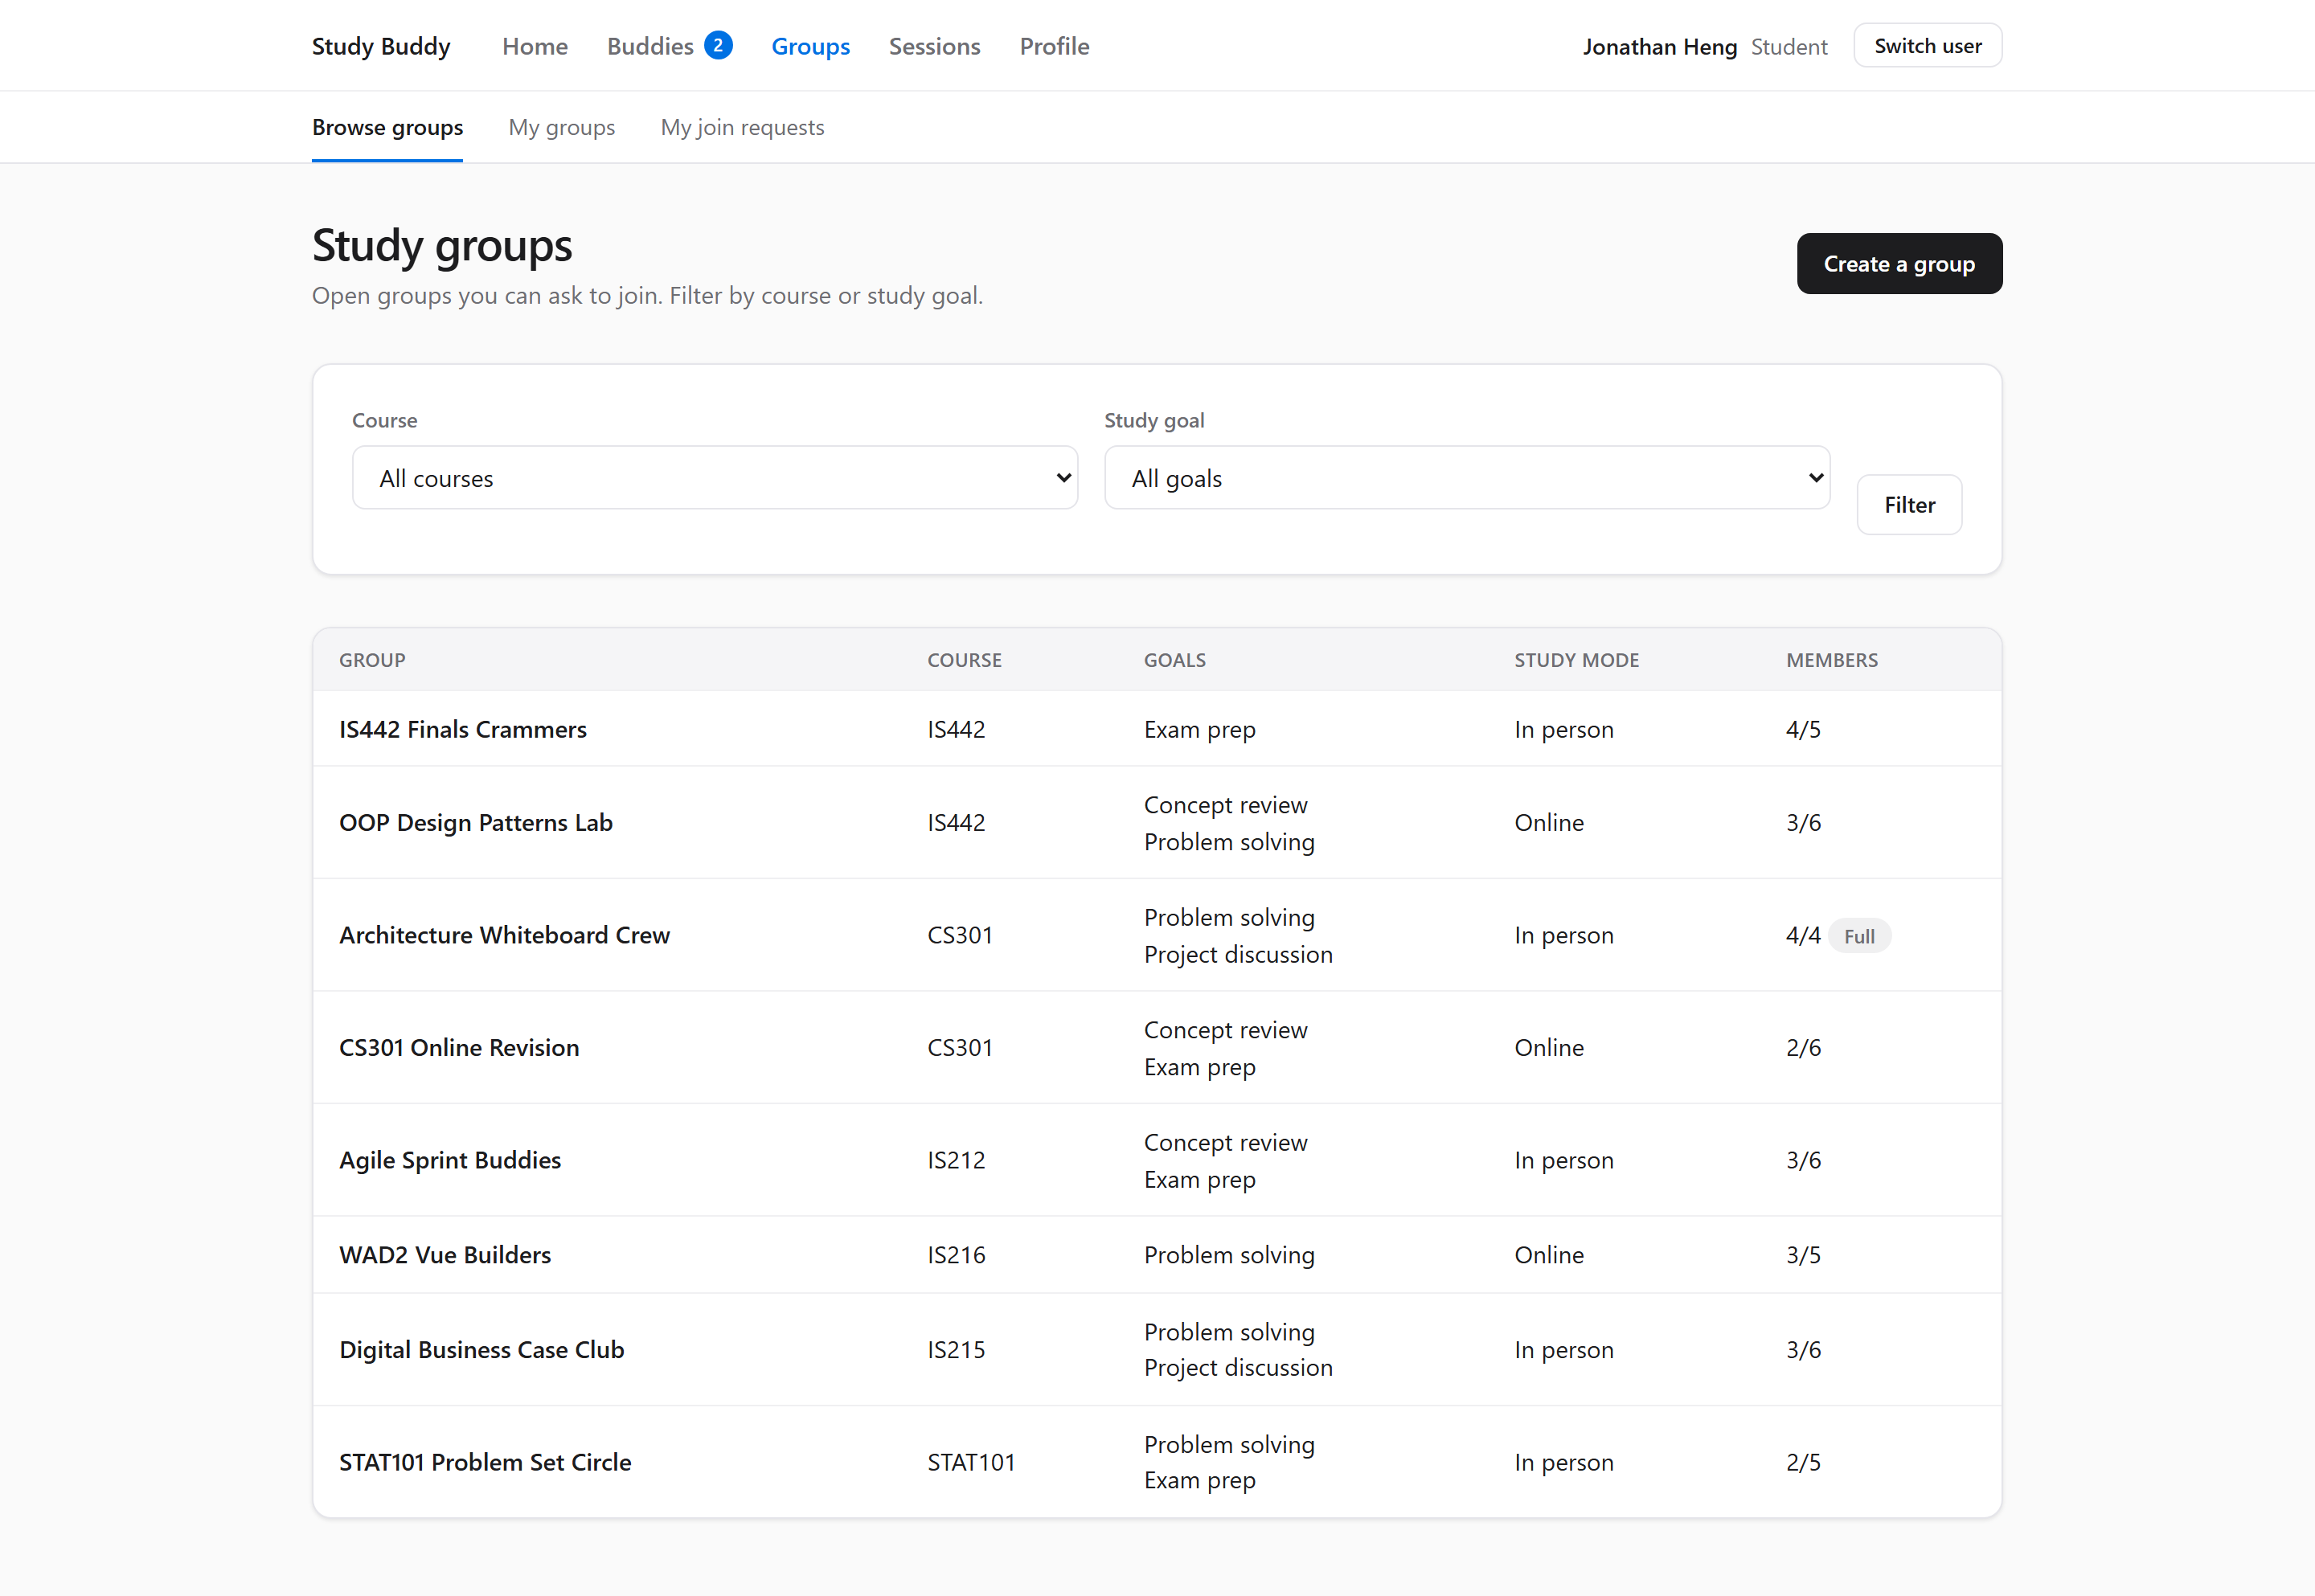 Study Buddy Home Buddies 2 Groups Sessions Profile Jonathan Heng Student Switch user
Browse groups My groups My join requests
Study groups
Create a group
Open groups you can ask to join. Filter by course or study goal.
Course Study goal
All courses All goals
Filter
GROUP COURSE GOALS STUDY MODE MEMBERS
IS442 Finals Crammers IS442 Exam prep In person 4/5
OOP Design Patterns Lab IS442 Concept review Online 3/6
Problem solving
Architecture Whiteboard Crew CS301 Problem solving In person 4/4 Full
Project discussion
CS301 Online Revision CS301 Concept review Online 2/6
Exam prep
Agile Sprint Buddies IS212 Concept review In person 3/6
Exam prep
WAD2 Vue Builders IS216 Problem solving Online 3/5
Digital Business Case Club IS215 Problem solving In person 3/6
Project discussion
STAT101 Problem Set Circle STAT101 Problem solving In person 2/5
Exam prep